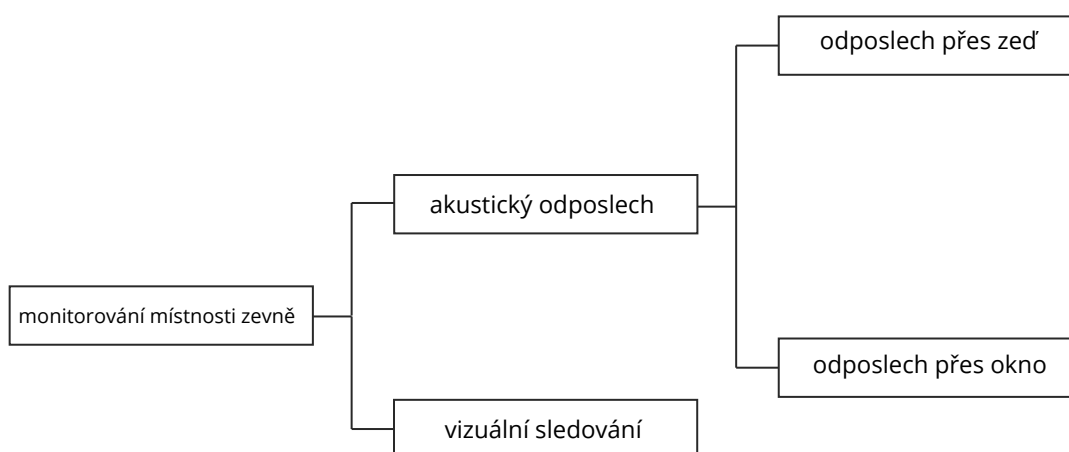 odposlech přes zeď
akustický odposlech
monitorování místnosti zevně
odposlech přes okno
vizuální sledování